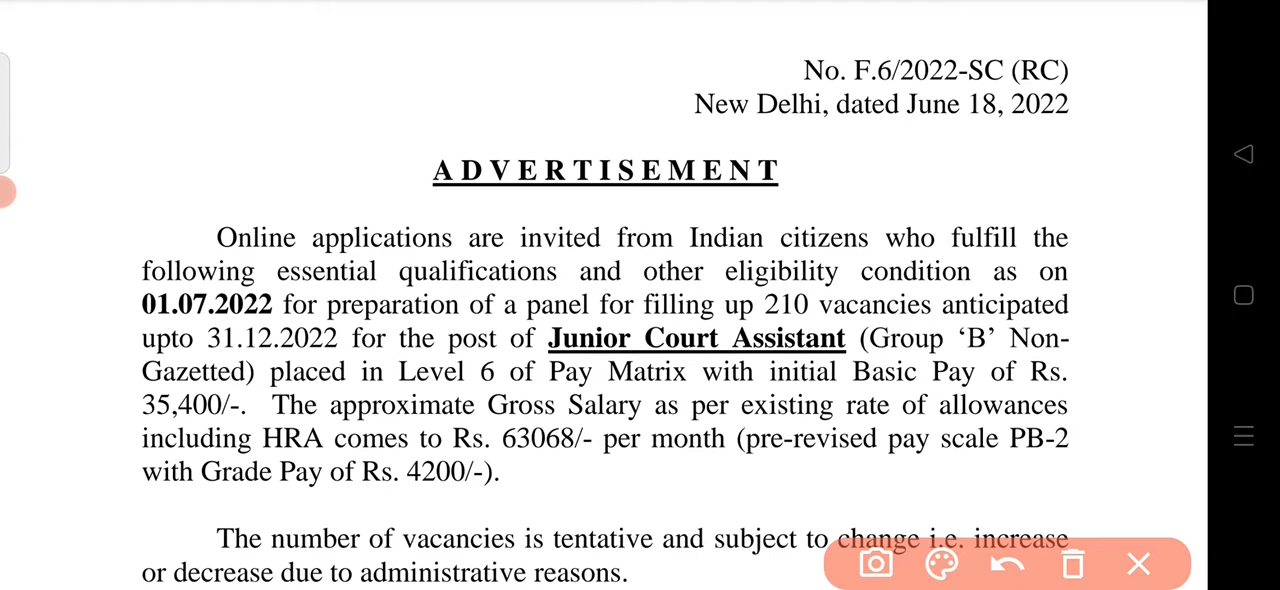 No. F.6/2022-SC (RC)
New Delhi, dated June 18, 2022
A D V E R T I S E M E N T
Online applications are invited from Indian citizens who fulfill the
following essential qualifications and other eligibility condition as on
01.07.2022 for preparation of a panel for filling up 210 vacancies anticipated
upto 31.12.2022 for the post of Junior Court Assistant (Group ‘B’ Non-
Gazetted) placed in Level 6 of Pay Matrix with initial Basic Pay of Rs.
35,400/-. The approximate Gross Salary as per existing rate of allowances
including HRA comes to Rs. 63068/- per month (pre-revised pay scale PB-2
with Grade Pay of Rs. 4200/-).
The number of vacancies is tentative and subject to change i.e. increase
or decrease due to administrative reasons.